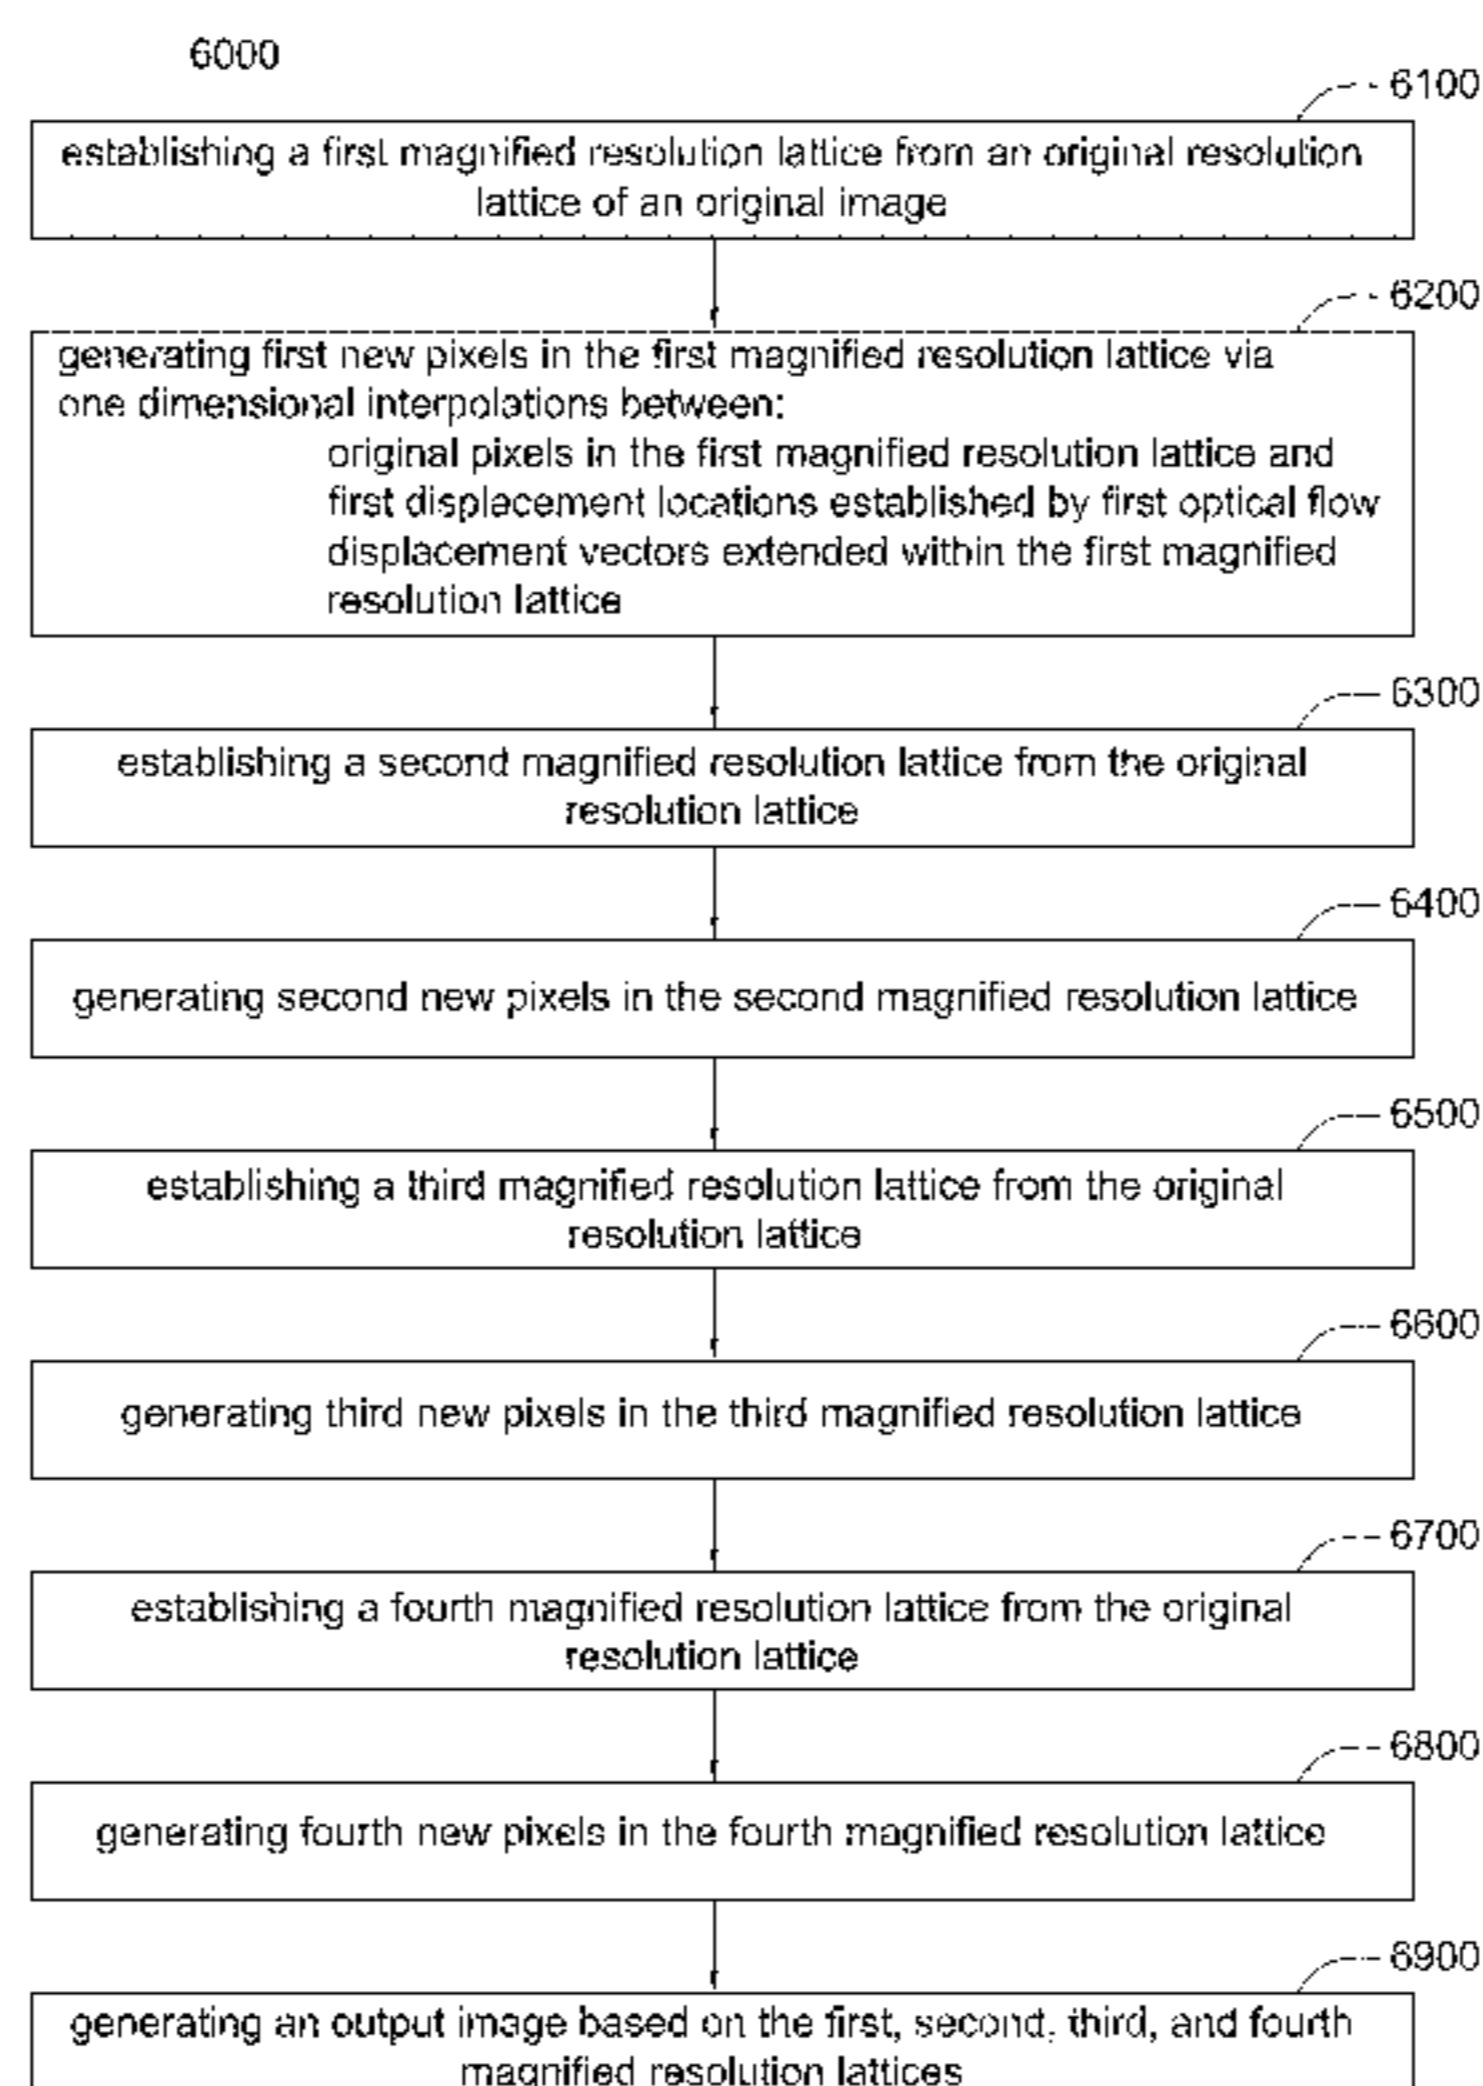 6000
6100
establishing a first magnified resolution lattice from an original resolution
lattice of an original image
6200
generating first new pixels in the first magnified resolution lattice via
one dimensional interpolations between:
original pixels in the first magnified resolution lattice and
first displacement locations established by first optical flow
displacement vectors extended within the first magnified
resolution lattice
6300
establishing a second magnified resolution lattice from the original
resolution lattice
6400
generating second new pixels in the second magnified resolution lattice
6500
establishing a third magnified resolution lattice from the original
resolution lattice
6600
generating third new pixels in the third magnified resolution lattice
6700
establishing a fourth magnified resolution lattice from the original
resolution lattice
6800
generating fourth new pixels in the fourth magnified resolution lattice
6900
generating an output image based on the first, second, third, and fourth
magnified resolution lattices